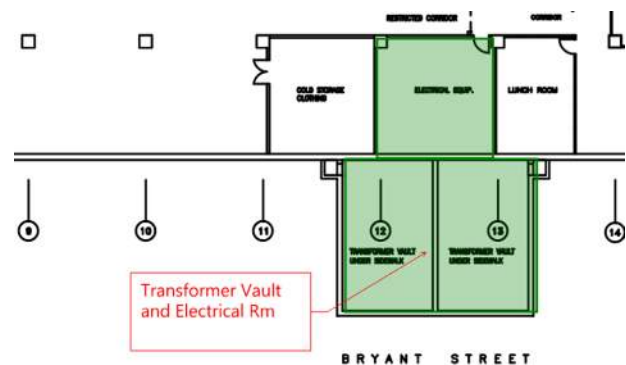 RESTRICTED CORRIDOR
CORRIDOR
COLD STORAGE
CLOTHING
ELECTRICAL EQUIP.
LUNCH ROOM
9
10
11
12
13
14
TRANSFORMER VAULT
UNDER SIDEWALK
TRANSFORMER VAULT
UNDER SIDEWALK
Transformer Vault
and Electrical Rm
BRYANT STREET